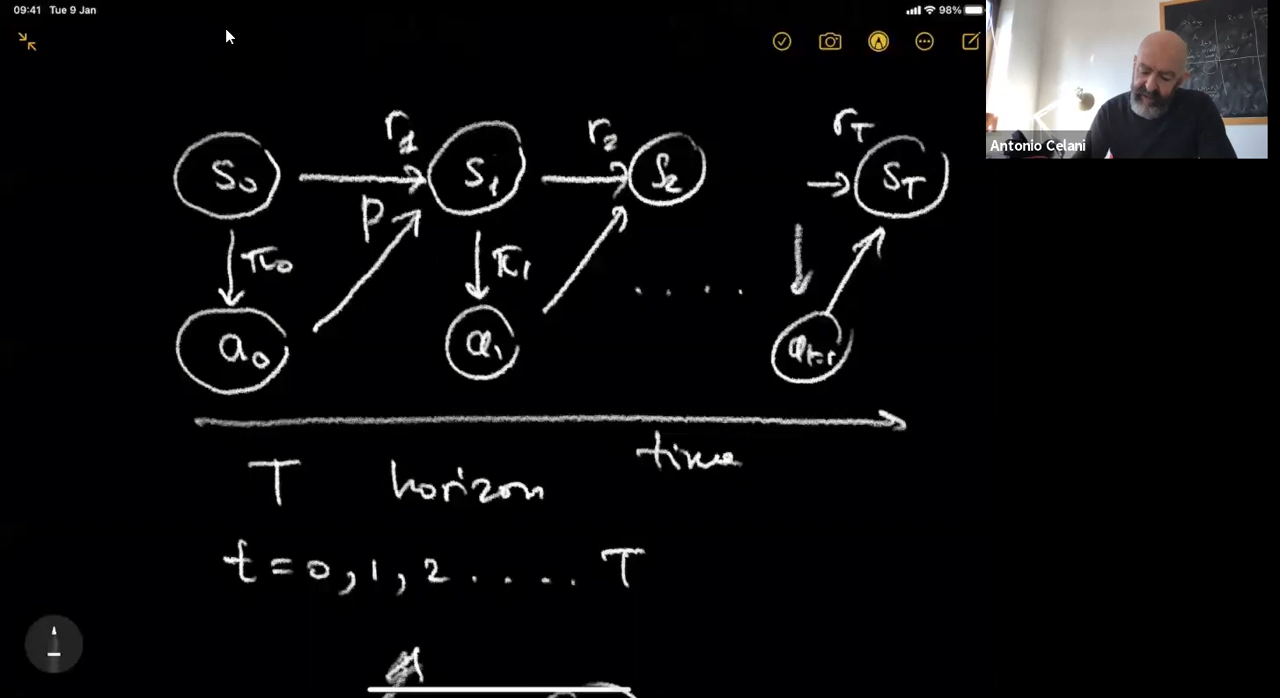 09:41 Tue 9 Jan
98%
Antonio Celani
r1 r2 rT
S0 S1 S2 ST
p
π0 π1
. . . . .
a0 a1 aT-1
time
T horizon
t = 0, 1, 2 . . . . . T